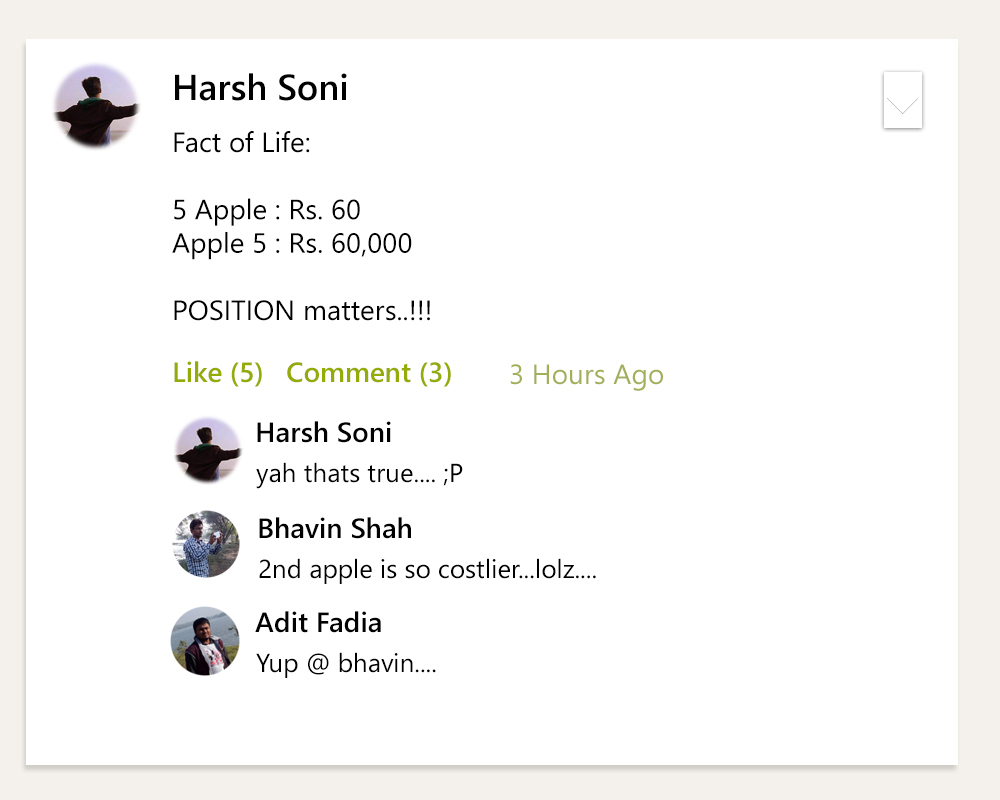 Harsh Soni
Fact of Life:
5 Apple : Rs. 60
Apple 5 : Rs. 60,000
POSITION matters..!!!
Like (5) Comment (3) 3 Hours Ago
Harsh Soni
yah thats true.... ;P
Bhavin Shah
2nd apple is so costlier...lolz....
Adit Fadia
Yup @ bhavin....